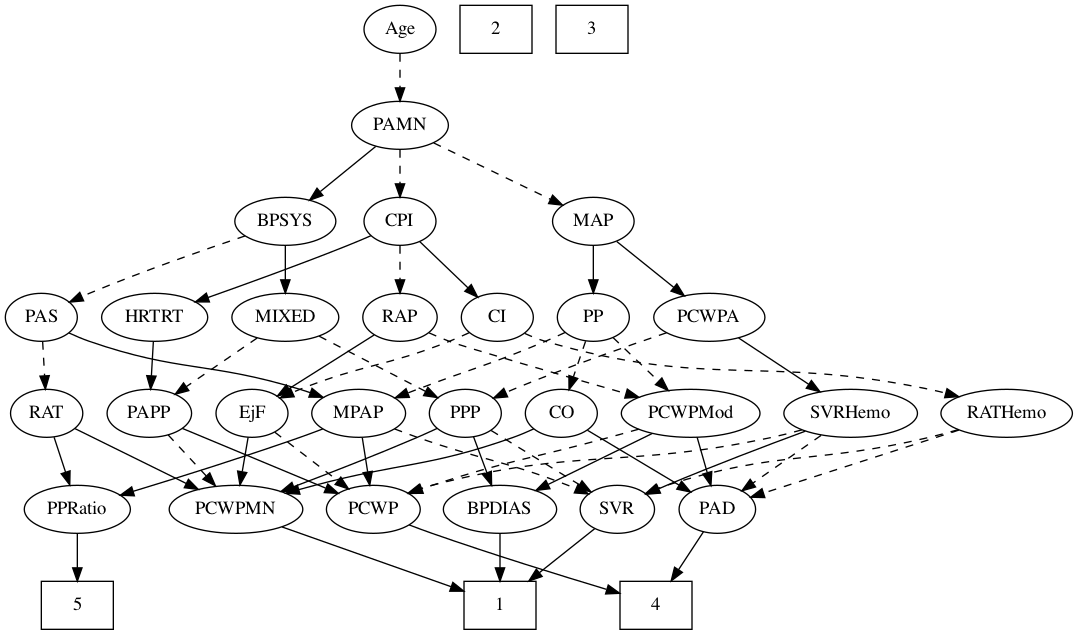 Age
2
3
PAMN
BPSYS
CPI
MAP
PAS
HRTRT
MIXED
RAP
CI
PP
PCWPA
RAT
PAPP
EjF
MPAP
PPP
CO
PCWPMod
SVRHemo
RATHemo
PPRatio
PCWPMN
PCWP
BPDIAS
SVR
PAD
5
1
4